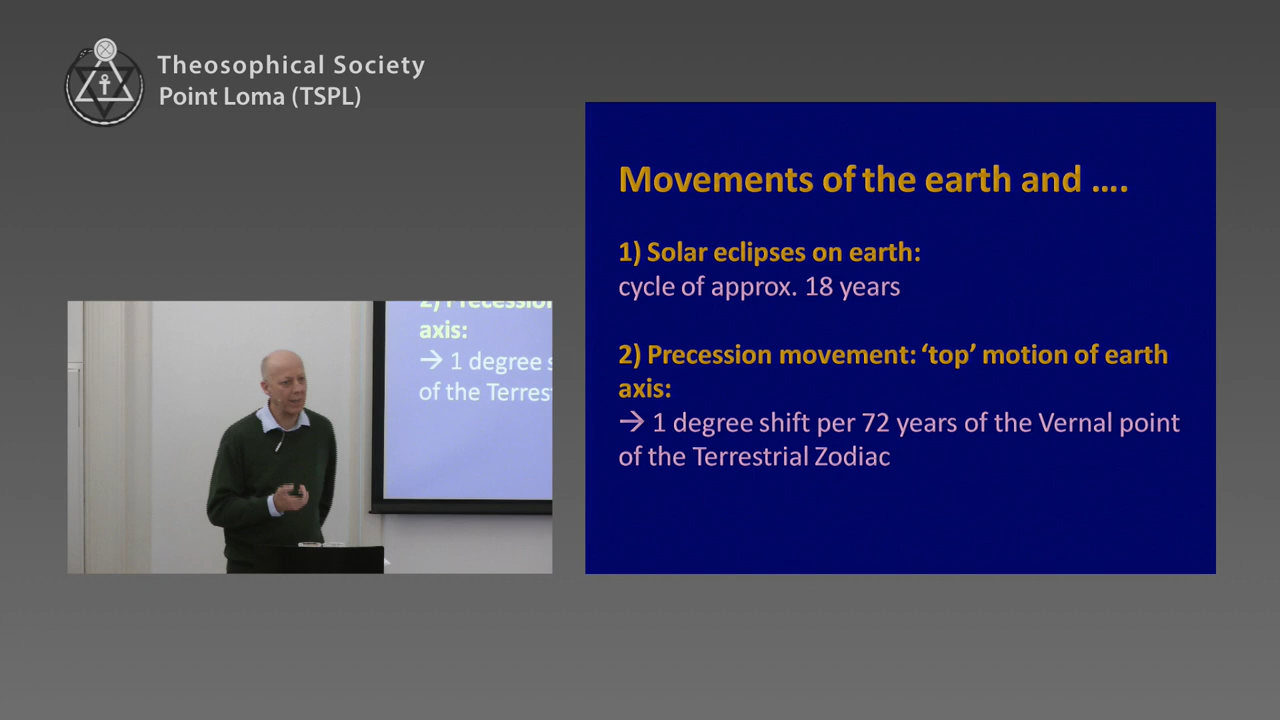 Theosophical Society
Point Loma (TSPL)
Movements of the earth and ....
1) Solar eclipses on earth:
cycle of approx. 18 years
2) Precession movement: ‘top’ motion of earth
axis:
→ 1 degree shift per 72 years of the Vernal point
of the Terrestrial Zodiac
2) Precession
axis:
→ 1 degree s
of the Terres